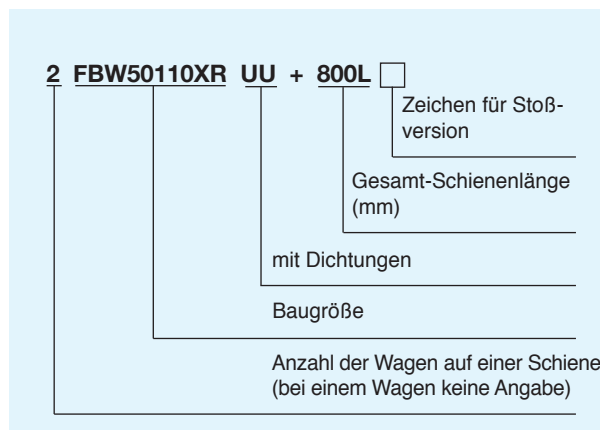 2 FBW50110XR UU + 800L
Zeichen für Stoß-
version
Gesamt-Schienenlänge
(mm)
mit Dichtungen
Baugröße
Anzahl der Wagen auf einer Schiene
(bei einem Wagen keine Angabe)